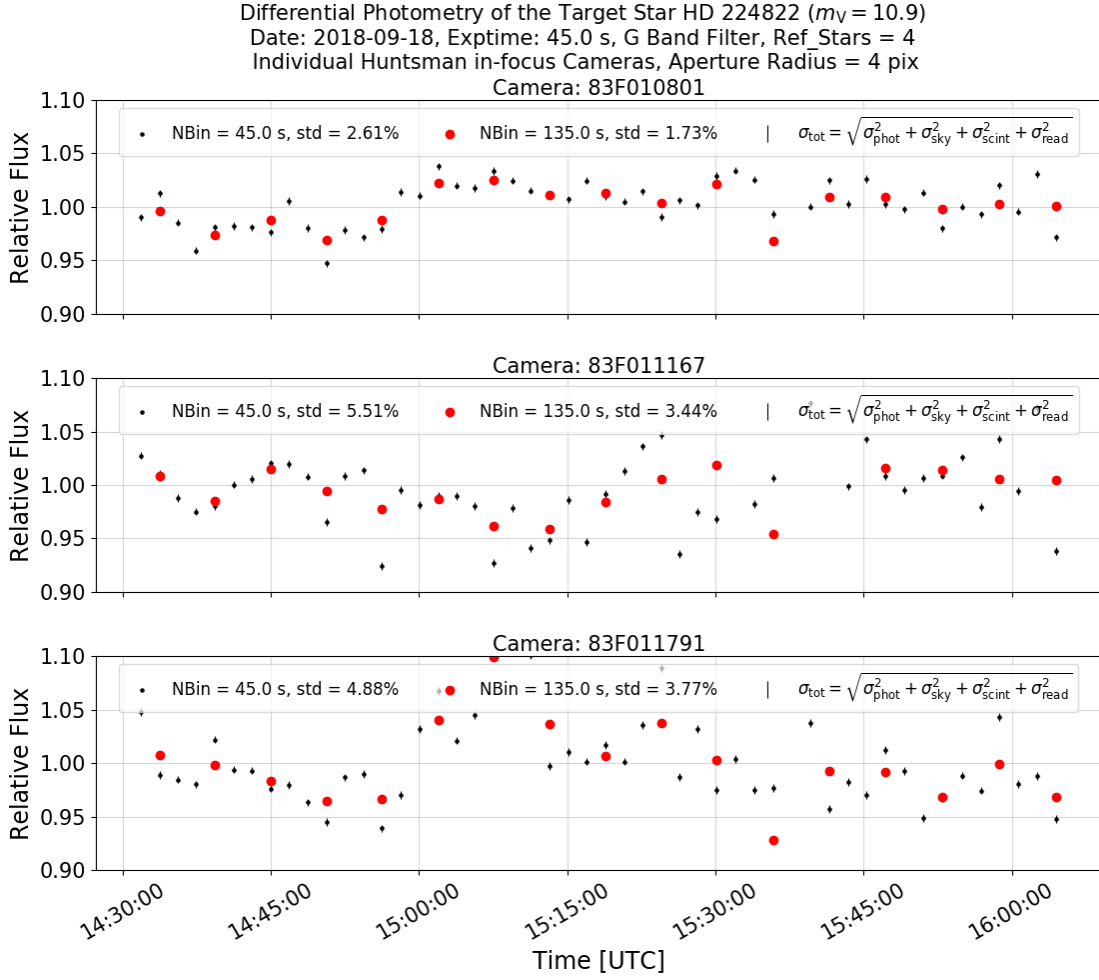 Differential Photometry of the Target Star HD 224822 (m_V = 10.9)
Date: 2018-09-18, Exptime: 45.0 s, G Band Filter, Ref_Stars = 4
Individual Huntsman in-focus Cameras, Aperture Radius = 4 pix
Camera: 83F010801
NBin = 45.0 s, std = 2.61% NBin = 135.0 s, std = 1.73% | σ_tot = √(σ²_phot + σ²_sky + σ²_scint + σ²_read)
Relative Flux
1.10
1.05
1.00
0.95
0.90
Camera: 83F011167
NBin = 45.0 s, std = 5.51% NBin = 135.0 s, std = 3.44% | σ_tot = √(σ²_phot + σ²_sky + σ²_scint + σ²_read)
Relative Flux
1.10
1.05
1.00
0.95
0.90
Camera: 83F011791
NBin = 45.0 s, std = 4.88% NBin = 135.0 s, std = 3.77% | σ_tot = √(σ²_phot + σ²_sky + σ²_scint + σ²_read)
Relative Flux
1.10
1.05
1.00
0.95
0.90
14:30:00 14:45:00 15:00:00 15:15:00 15:30:00 15:45:00 16:00:00
Time [UTC]